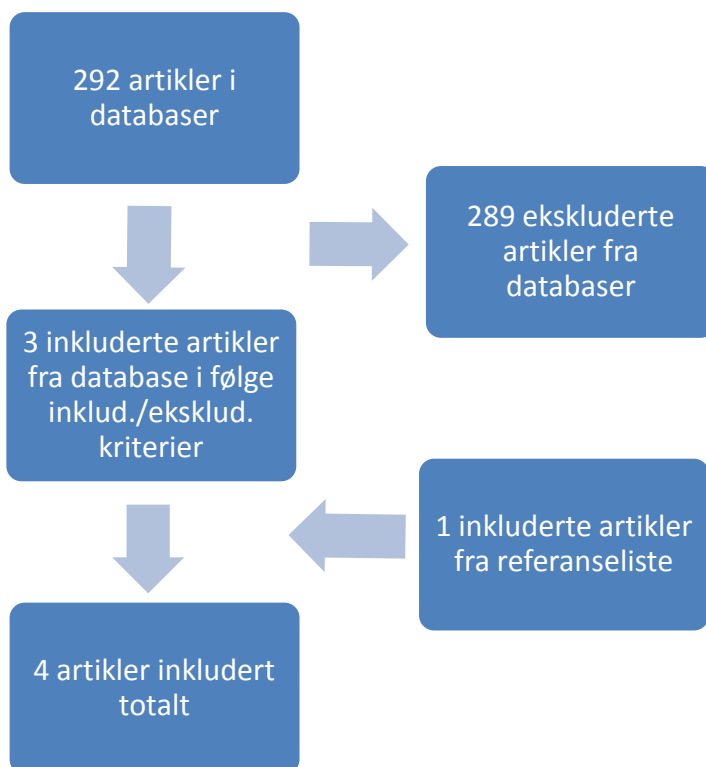 292 artikler i
databaser
289 ekskluderte
artikler fra
databaser
3 inkluderte artikler
fra database i følge
inklud./eksklud.
kriterier
1 inkluderte artikler
fra referanseliste
4 artikler inkludert
totalt